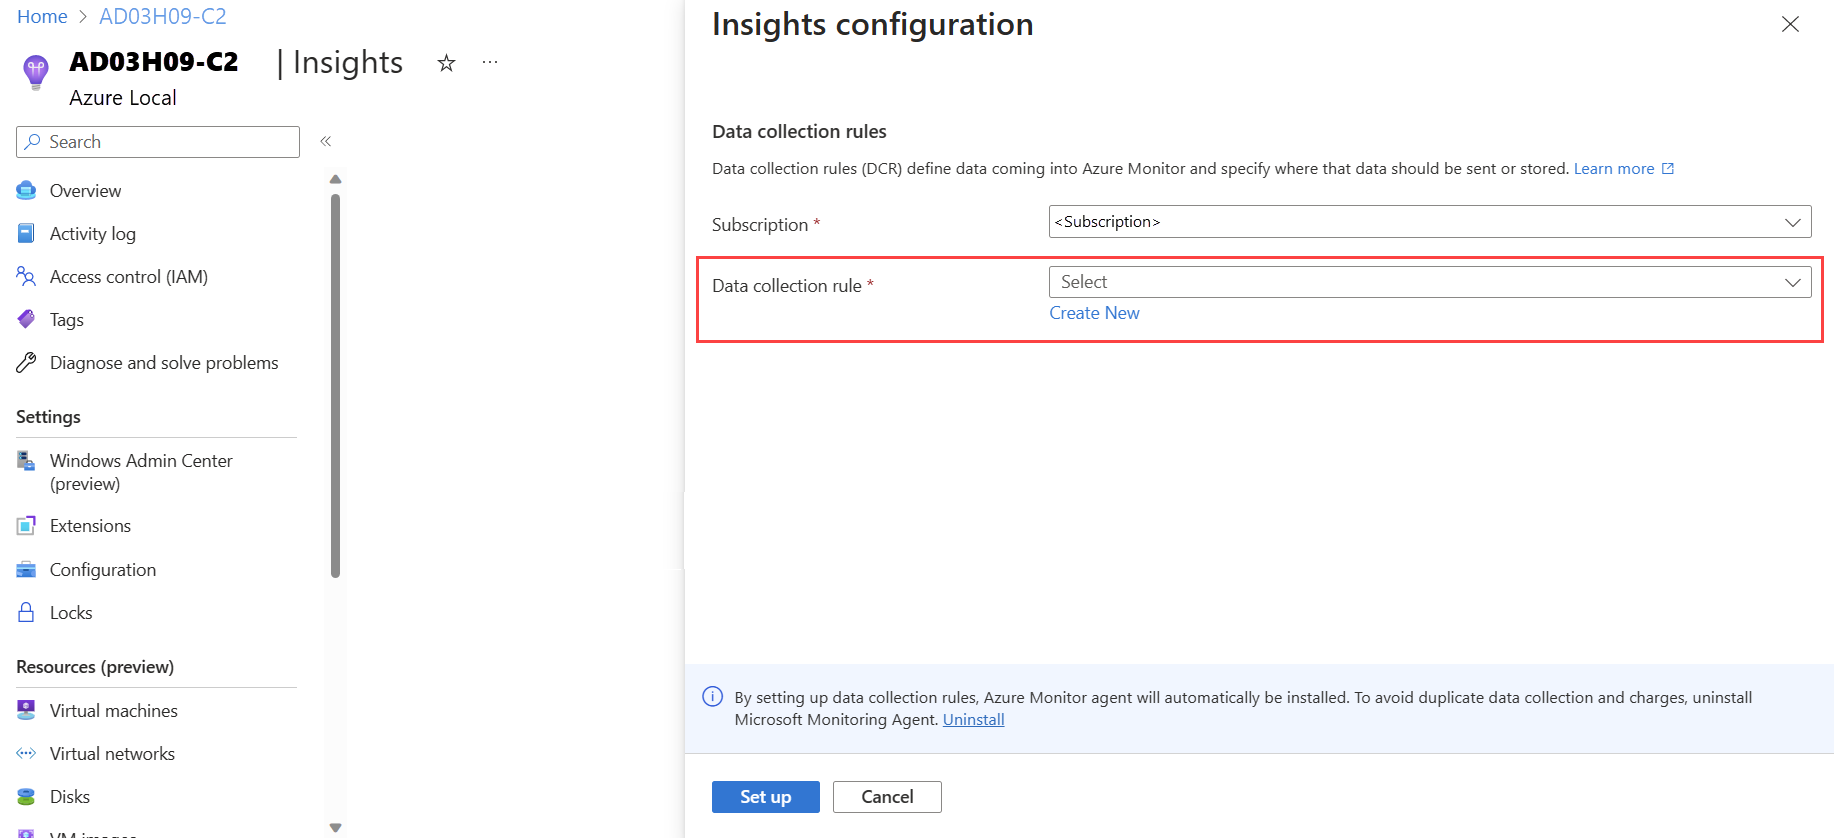 Home > AD03H09-C2
AD03H09-C2 | Insights
Azure Local
Search
Overview
Activity log
Access control (IAM)
Tags
Diagnose and solve problems
Settings
Windows Admin Center
(preview)
Extensions
Configuration
Locks
Resources (preview)
Virtual machines
Virtual networks
Disks
VM images
Insights configuration
Data collection rules
Data collection rules (DCR) define data coming into Azure Monitor and specify where that data should be sent or stored. Learn more
Subscription * <Subscription>
Data collection rule * Select
Create New
By setting up data collection rules, Azure Monitor agent will automatically be installed. To avoid duplicate data collection and charges, uninstall
Microsoft Monitoring Agent. Uninstall
Set up Cancel